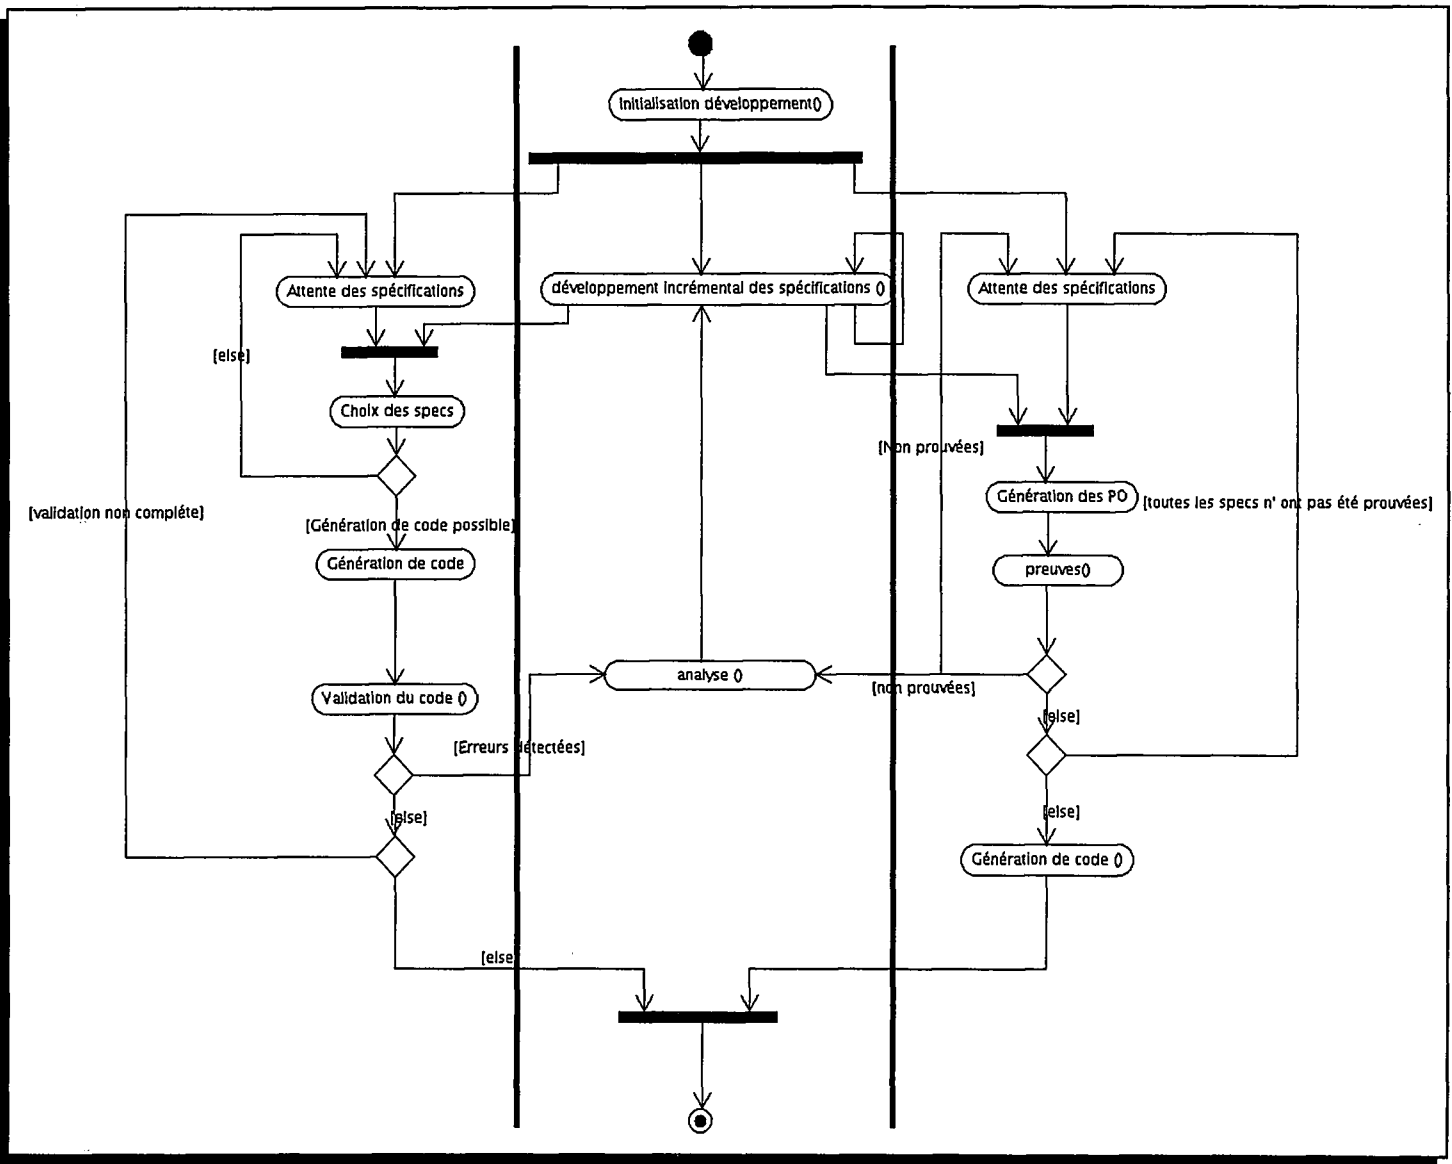 Initialisation développement()
Attente des spécifications
développement incrémental des spécifications ()
Attente des spécifications
[else]
Choix des specs
[Non prouvées]
Génération des PO
[toutes les specs n' ont pas été prouvées]
[validation non compléte]
[Génération de code possible]
Génération de code
preuves()
analyse ()
[non prouvées]
Validation du code ()
[else]
[Erreurs détectées]
[else]
[else]
Génération de code ()
[else]